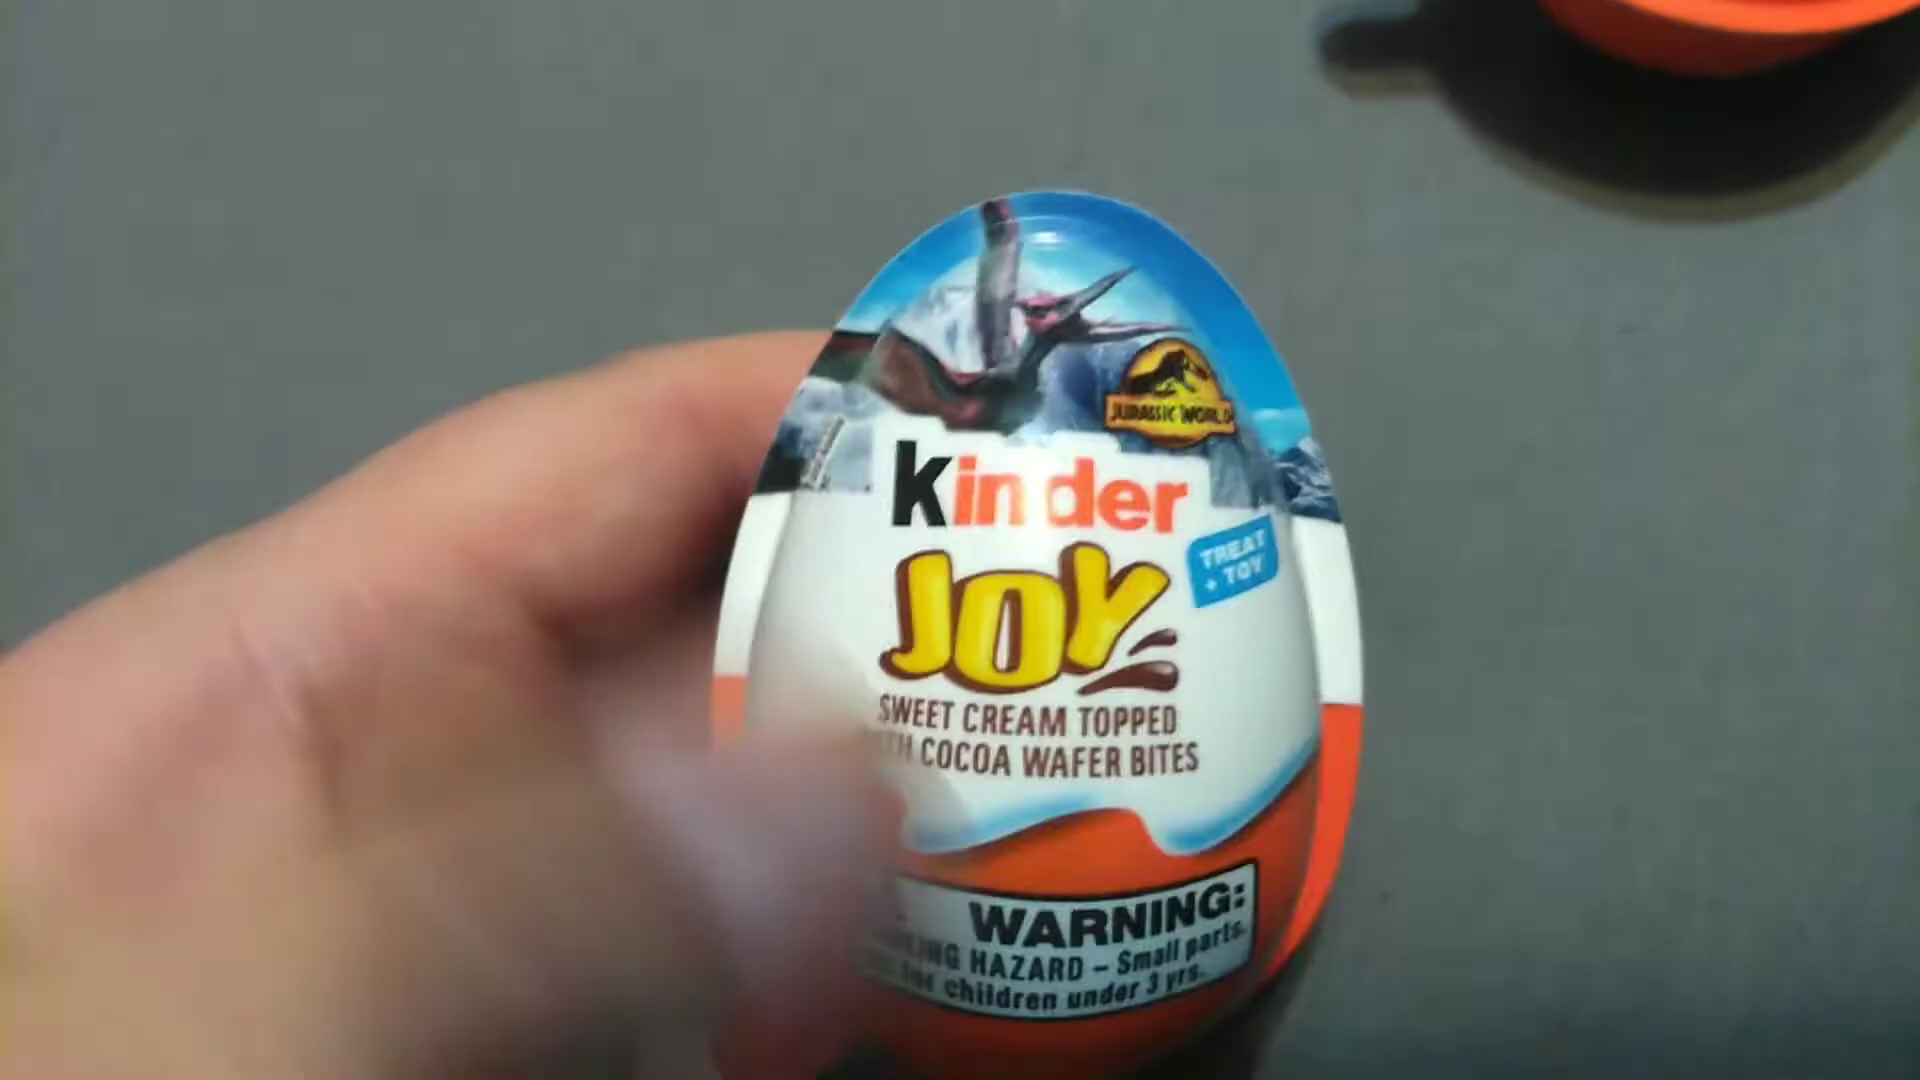 JURASSIC WORLD
kinder
JOY
TREAT
+ TOY
SWEET CREAM TOPPED
COCOA WAFER BITES
WARNING:
HAZARD – Small parts.
children under 3 yrs.